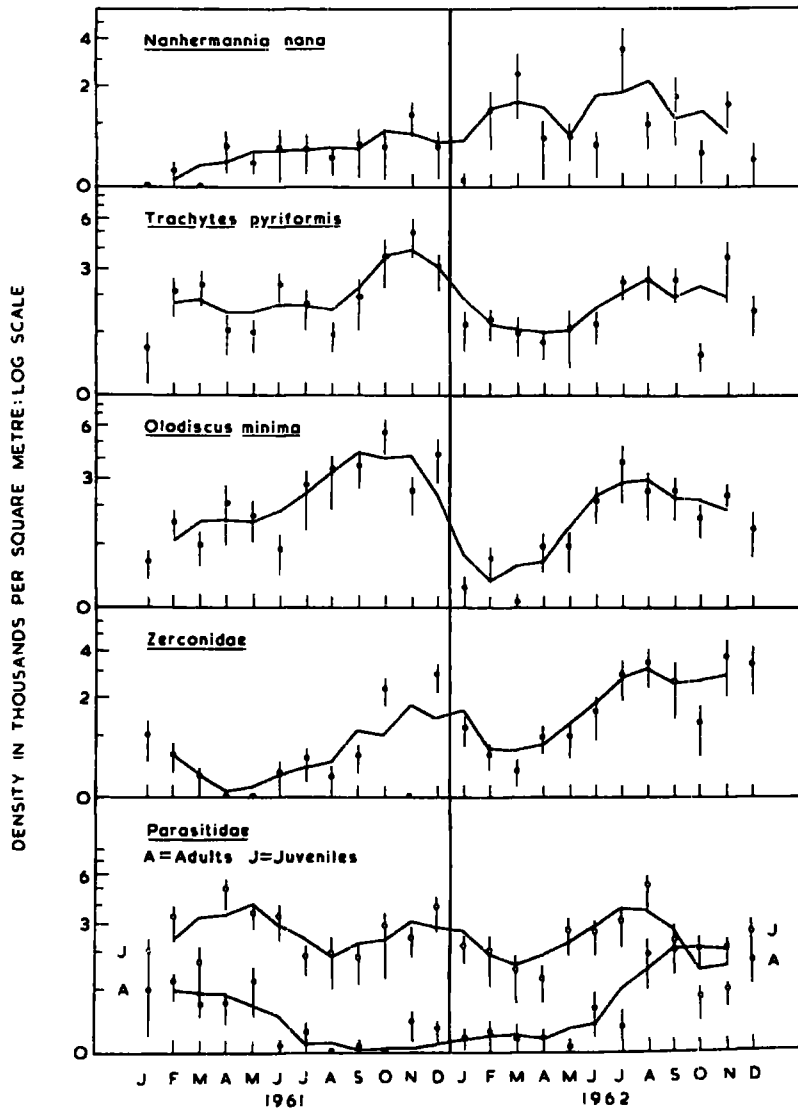 DENSITY IN THOUSANDS PER SQUARE METRE: LOG SCALE
Nanhermannia nana
4
2
0
Trachytes pyriformis
6
3
0
Olodiscus minima
6
3
0
Zerconidae
4
2
0
Parasitidae
A=Adults J=Juveniles
6
3
J
A
0
J
A
J F M A M J J A S O N D J F M A M J J A S O N D
1961 1962